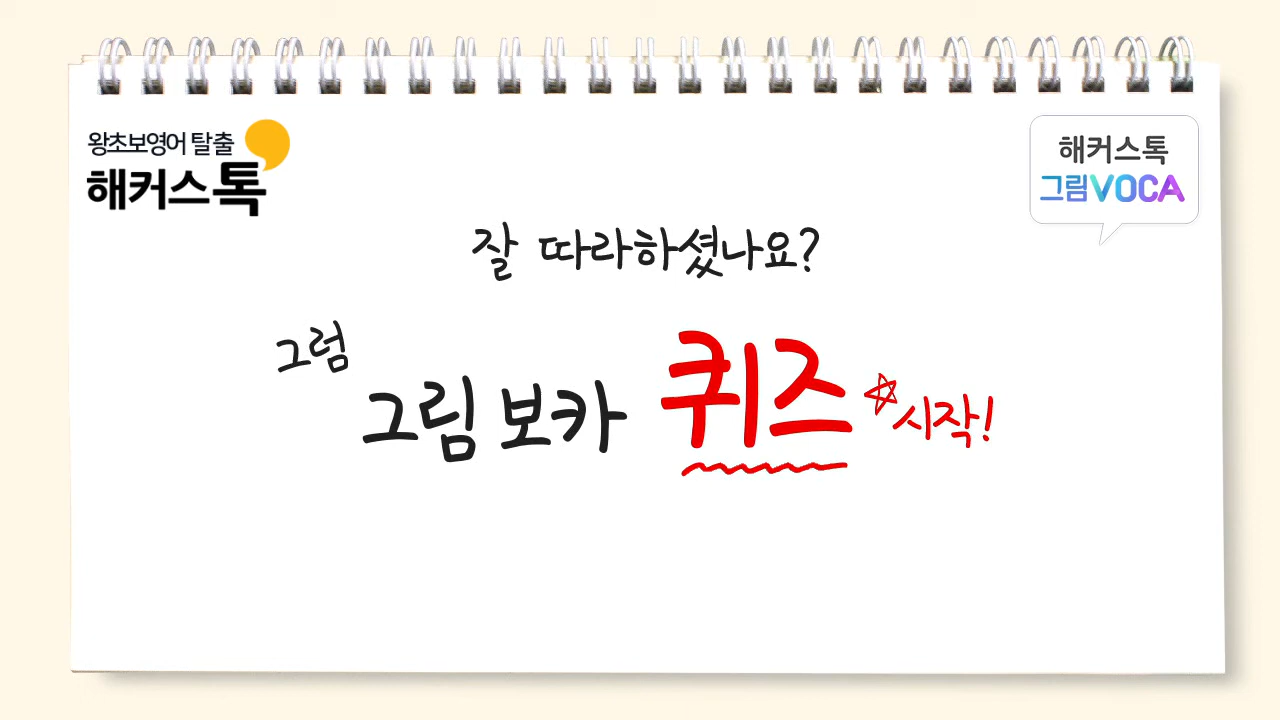 왕초보영어 탈출
해커스톡
해커스톡
그림VOCA
잘 따라하셨나요?
그럼
그림 보카 퀴즈 시작!